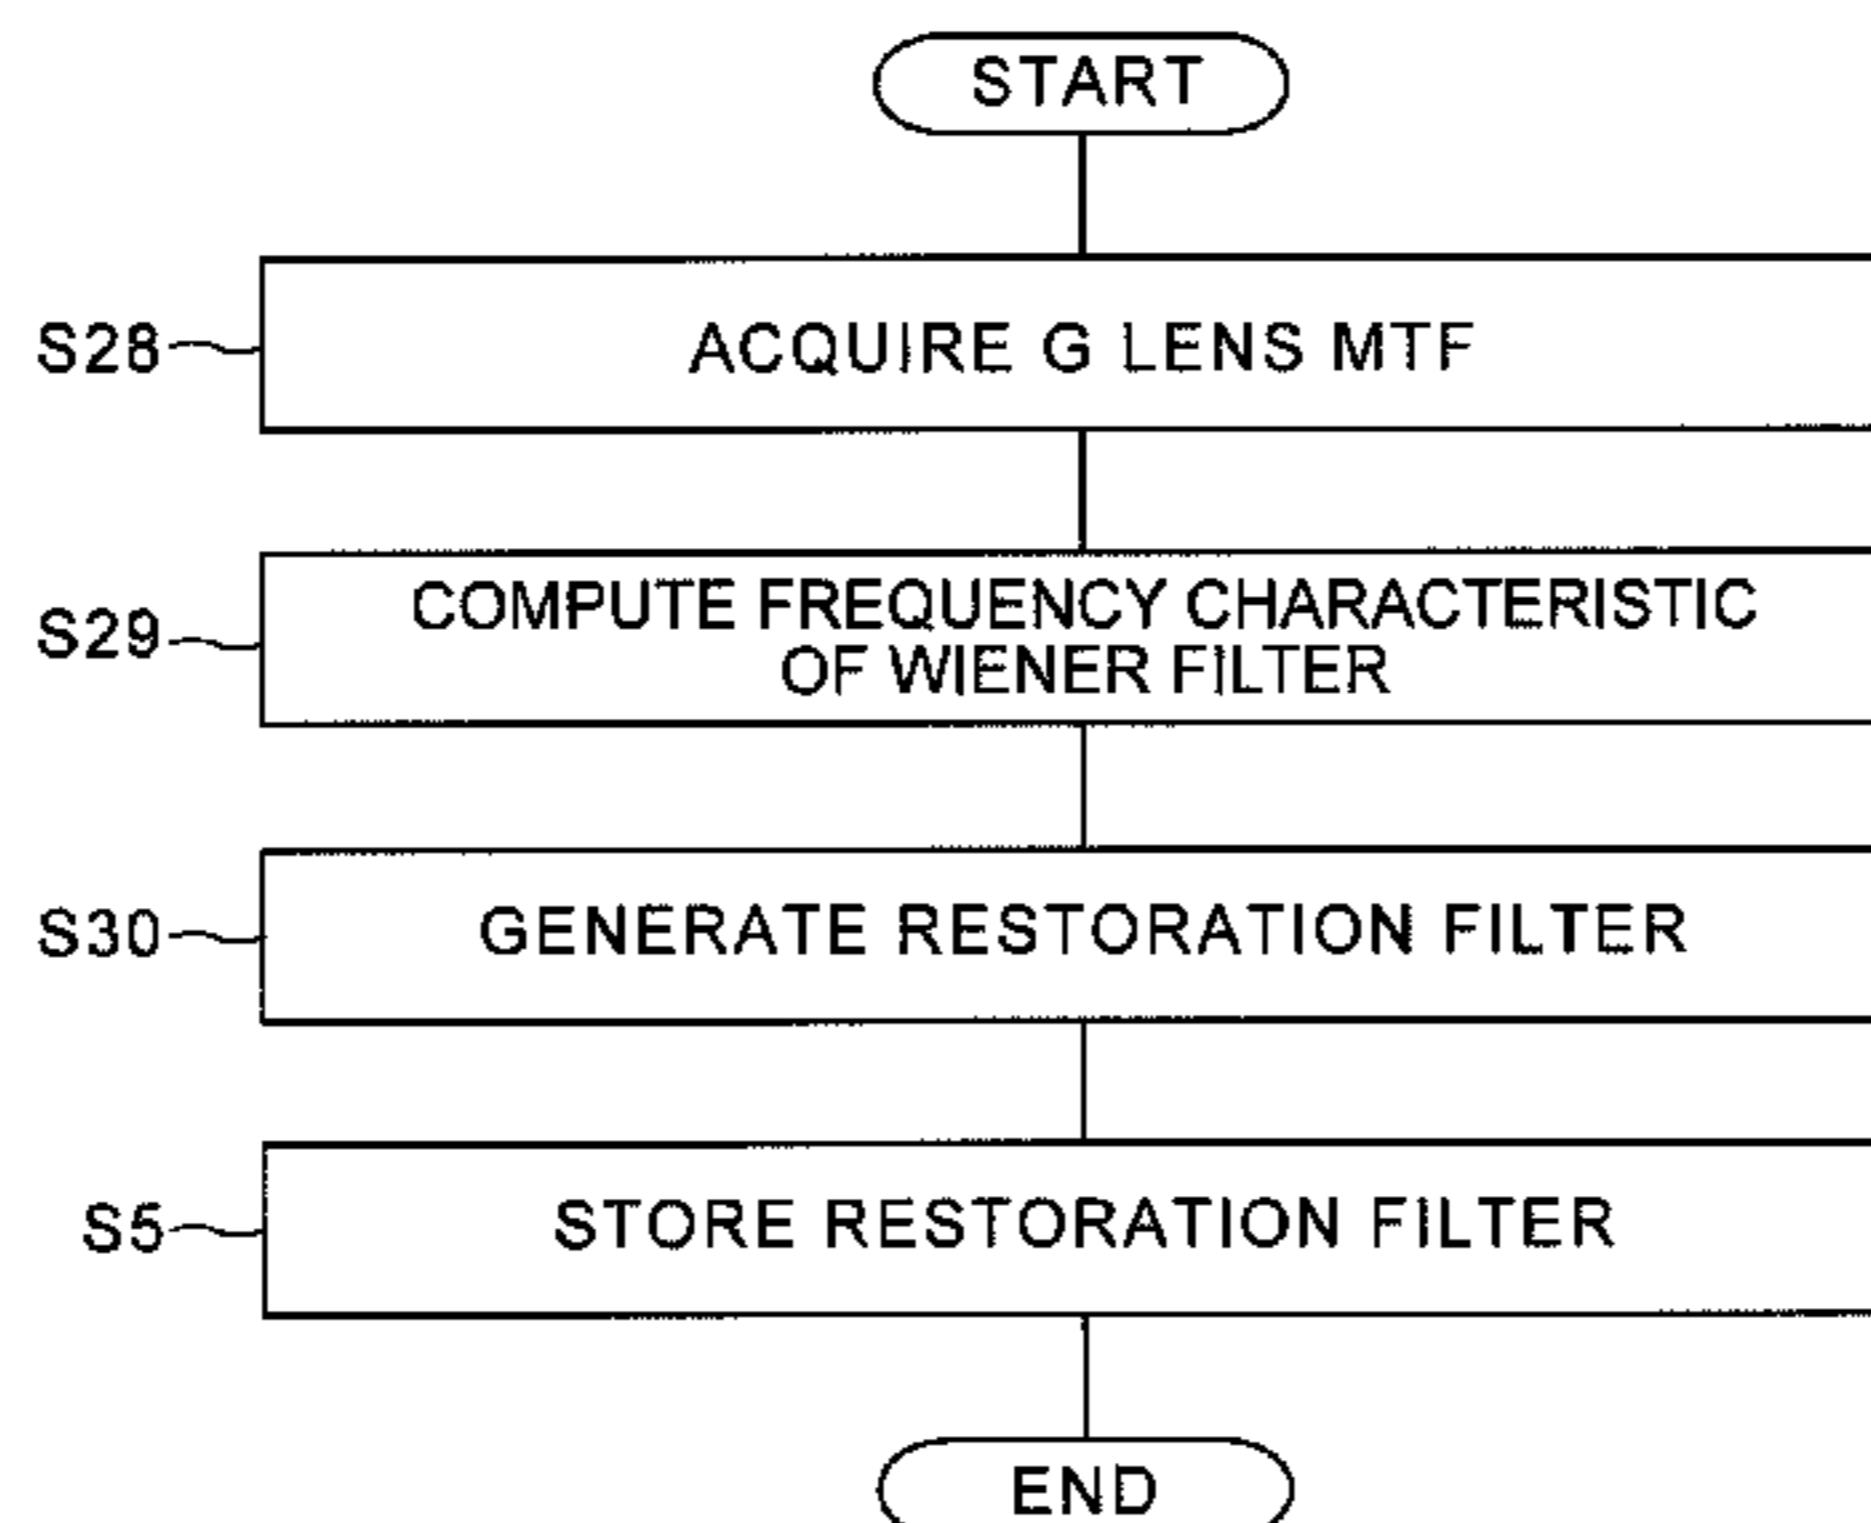 START
S28
ACQUIRE G LENS MTF
S29
COMPUTE FREQUENCY CHARACTERISTIC
OF WIENER FILTER
S30
GENERATE RESTORATION FILTER
S5
STORE RESTORATION FILTER
END